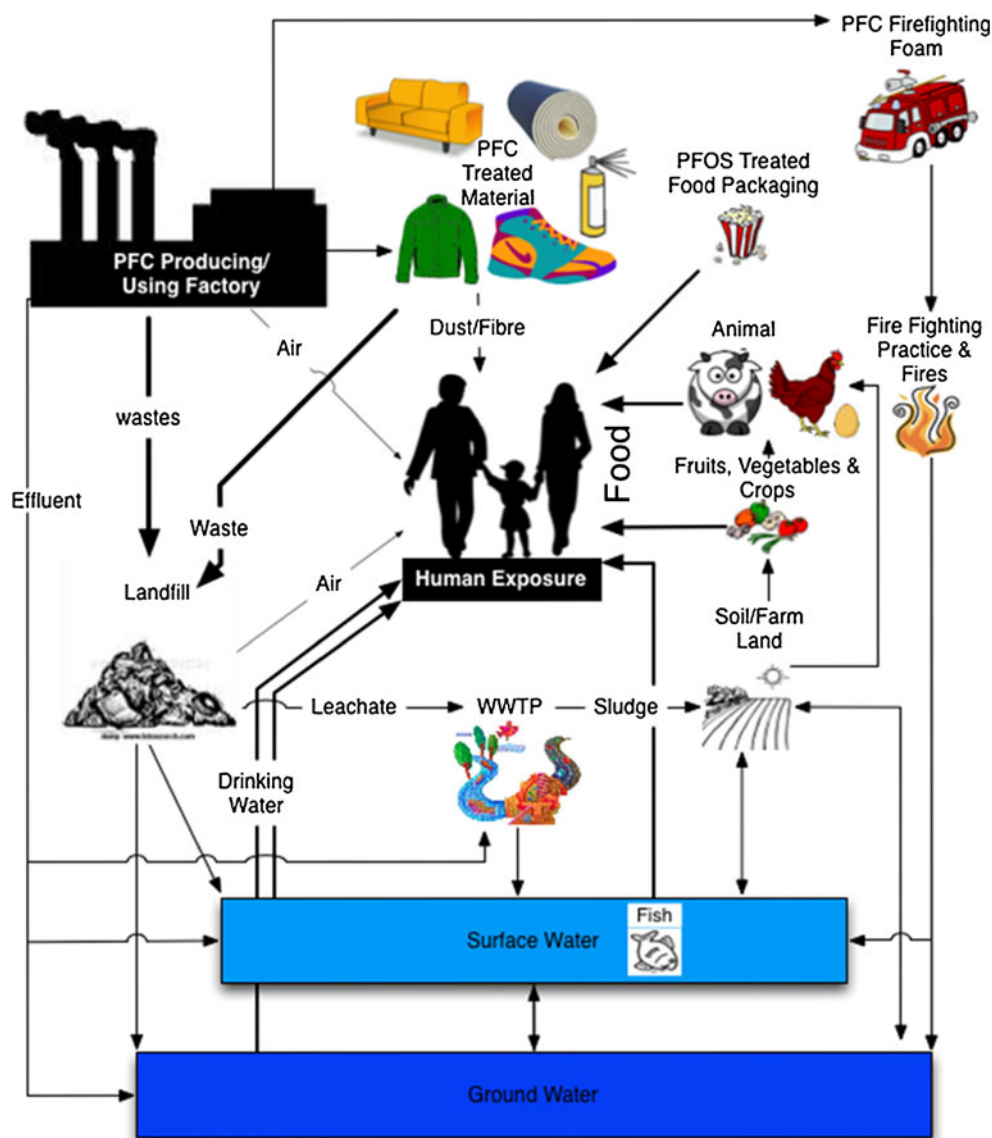 PFC Firefighting
Foam
PFC
Treated
Material
PFOS Treated
Food Packaging
PFC Producing/
Using Factory
Air
Dust/Fibre
Animal
Fire Fighting
Practice &
Fires
wastes
Food
Fruits, Vegetables &
Crops
Effluent
Waste
Landfill
Air
Human Exposure
Soil/Farm
Land
Leachate
WWTP
Sludge
Drinking
Water
Fish
Surface Water
Ground Water